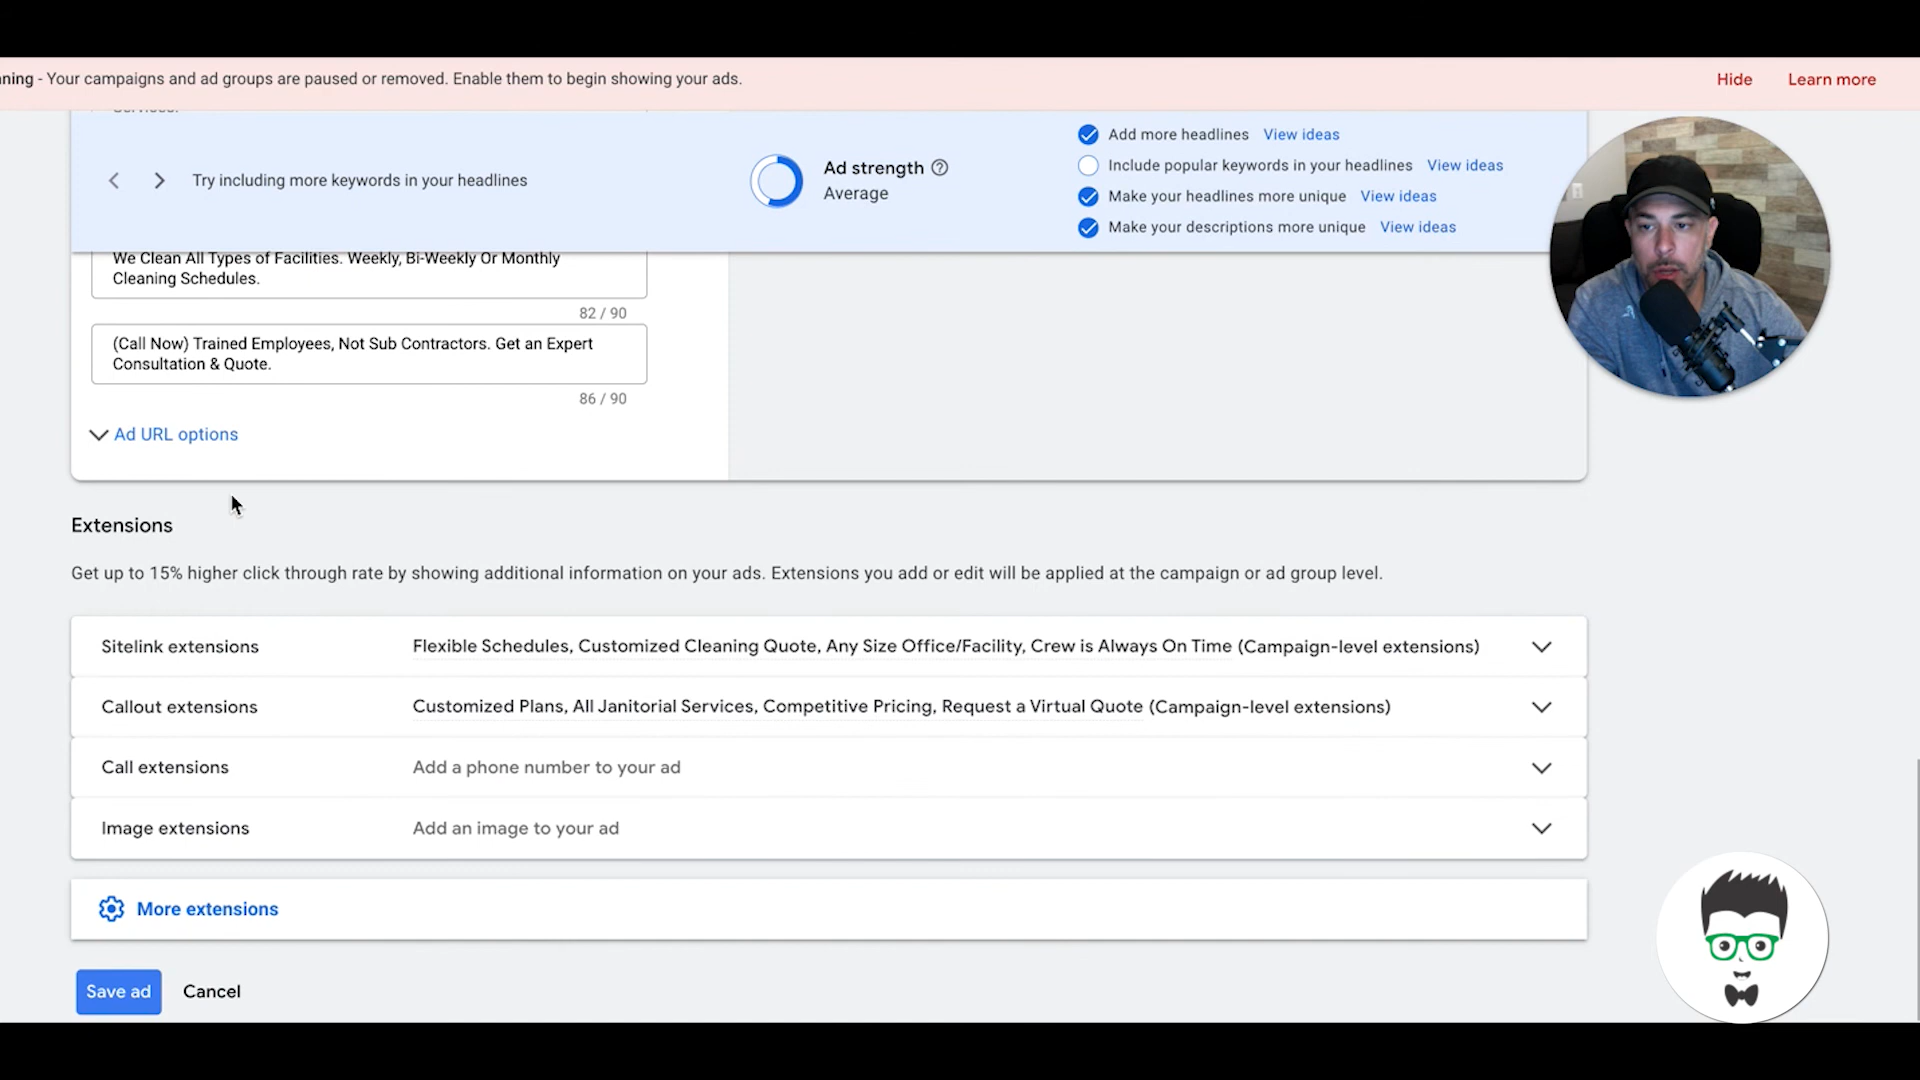 ning - Your campaigns and ad groups are paused or removed. Enable them to begin showing your ads.
Hide
Learn more
Try including more keywords in your headlines
Ad strength
Average
Add more headlines View ideas
Include popular keywords in your headlines View ideas
Make your headlines more unique View ideas
Make your descriptions more unique View ideas
We Clean All Types of Facilities. Weekly, Bi-Weekly Or Monthly
Cleaning Schedules.
82 / 90
(Call Now) Trained Employees, Not Sub Contractors. Get an Expert
Consultation & Quote.
86 / 90
Ad URL options
Extensions
Get up to 15% higher click through rate by showing additional information on your ads. Extensions you add or edit will be applied at the campaign or ad group level.
Sitelink extensions Flexible Schedules, Customized Cleaning Quote, Any Size Office/Facility, Crew is Always On Time (Campaign-level extensions)
Callout extensions Customized Plans, All Janitorial Services, Competitive Pricing, Request a Virtual Quote (Campaign-level extensions)
Call extensions Add a phone number to your ad
Image extensions Add an image to your ad
More extensions
Save ad Cancel